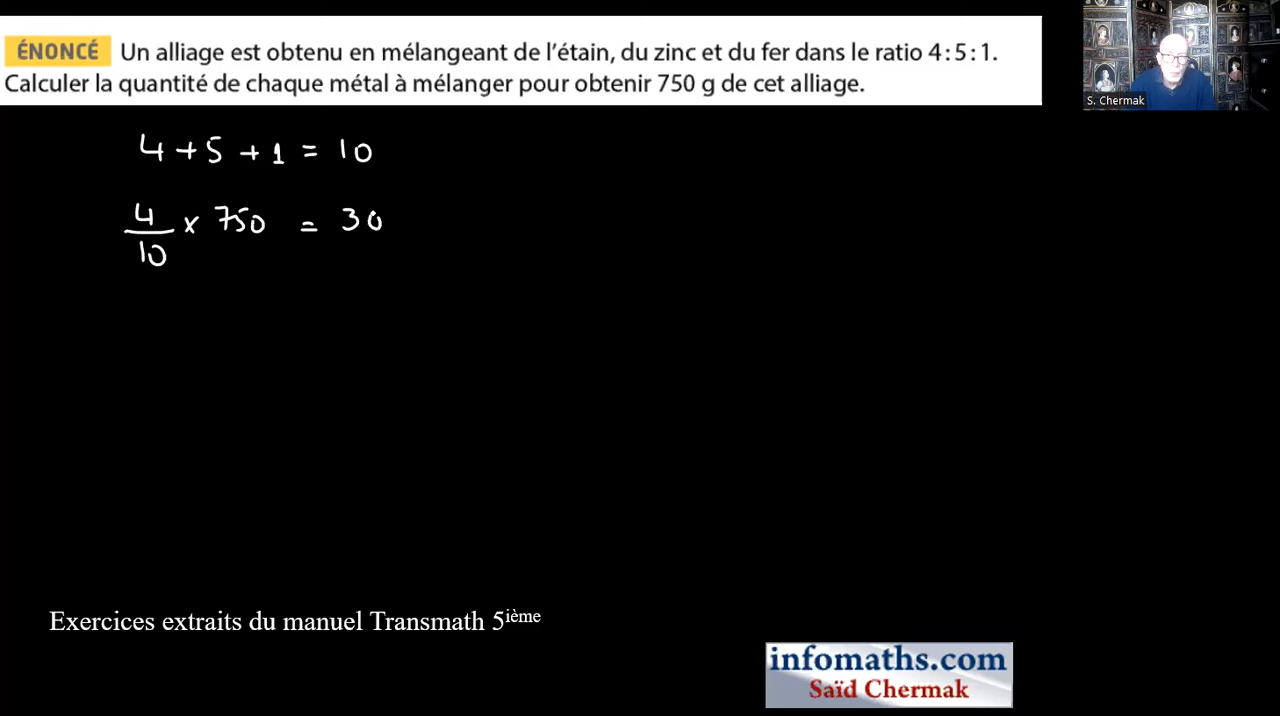 ÉNONCÉ Un alliage est obtenu en mélangeant de l'étain, du zinc et du fer dans le ratio 4 : 5 : 1.
Calculer la quantité de chaque métal à mélanger pour obtenir 750 g de cet alliage.
S. Chermak
4 + 5 + 1 = 10
4/10 × 750 = 30
Exercices extraits du manuel Transmath 5ième
infomaths.com
Saïd Chermak